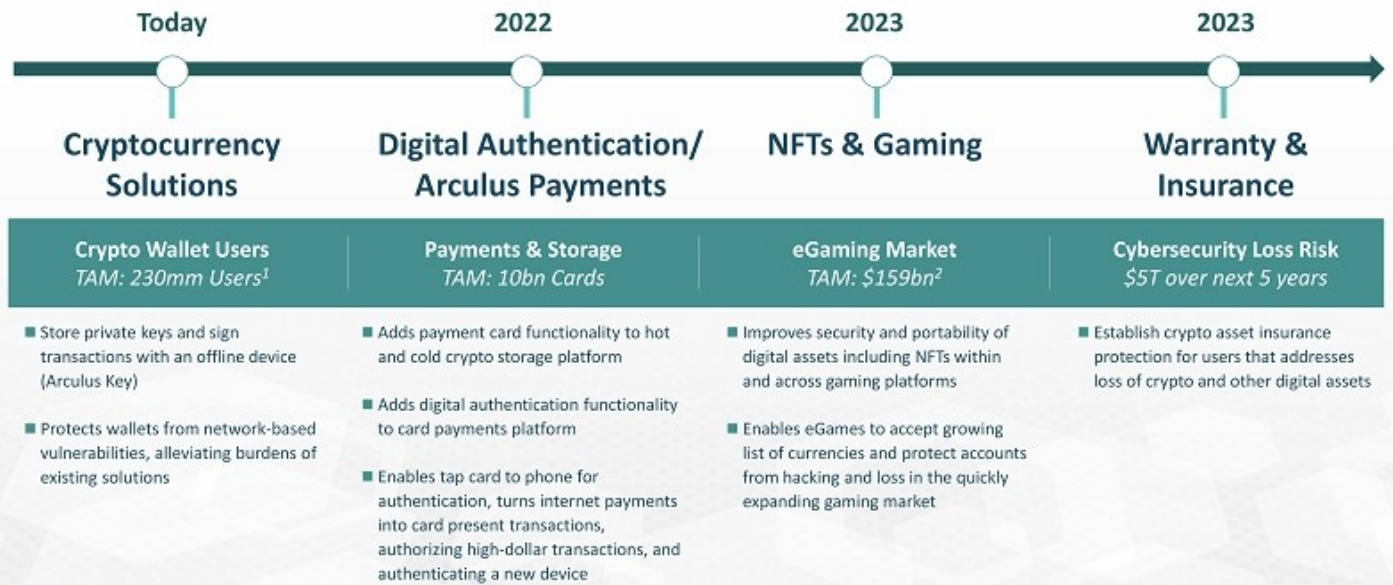 Today
2022
2023
2023
Cryptocurrency
Solutions
Digital Authentication/
Arculus Payments
NFTs & Gaming
Warranty &
Insurance
Crypto Wallet Users
TAM: 230mm Users¹
Payments & Storage
TAM: 10bn Cards
eGaming Market
TAM: $159bn²
Cybersecurity Loss Risk
$5T over next 5 years
■ Store private keys and sign
transactions with an offline device
(Arculus Key)
■ Protects wallets from network-based
vulnerabilities, alleviating burdens of
existing solutions
■ Adds payment card functionality to hot
and cold crypto storage platform
■ Adds digital authentication functionality
to card payments platform
■ Enables tap card to phone for
authentication, turns internet payments
into card present transactions,
authorizing high-dollar transactions, and
authenticating a new device
■ Improves security and portability of
digital assets including NFTs within
and across gaming platforms
■ Enables eGames to accept growing
list of currencies and protect accounts
from hacking and loss in the quickly
expanding gaming market
■ Establish crypto asset insurance
protection for users that addresses
loss of crypto and other digital assets